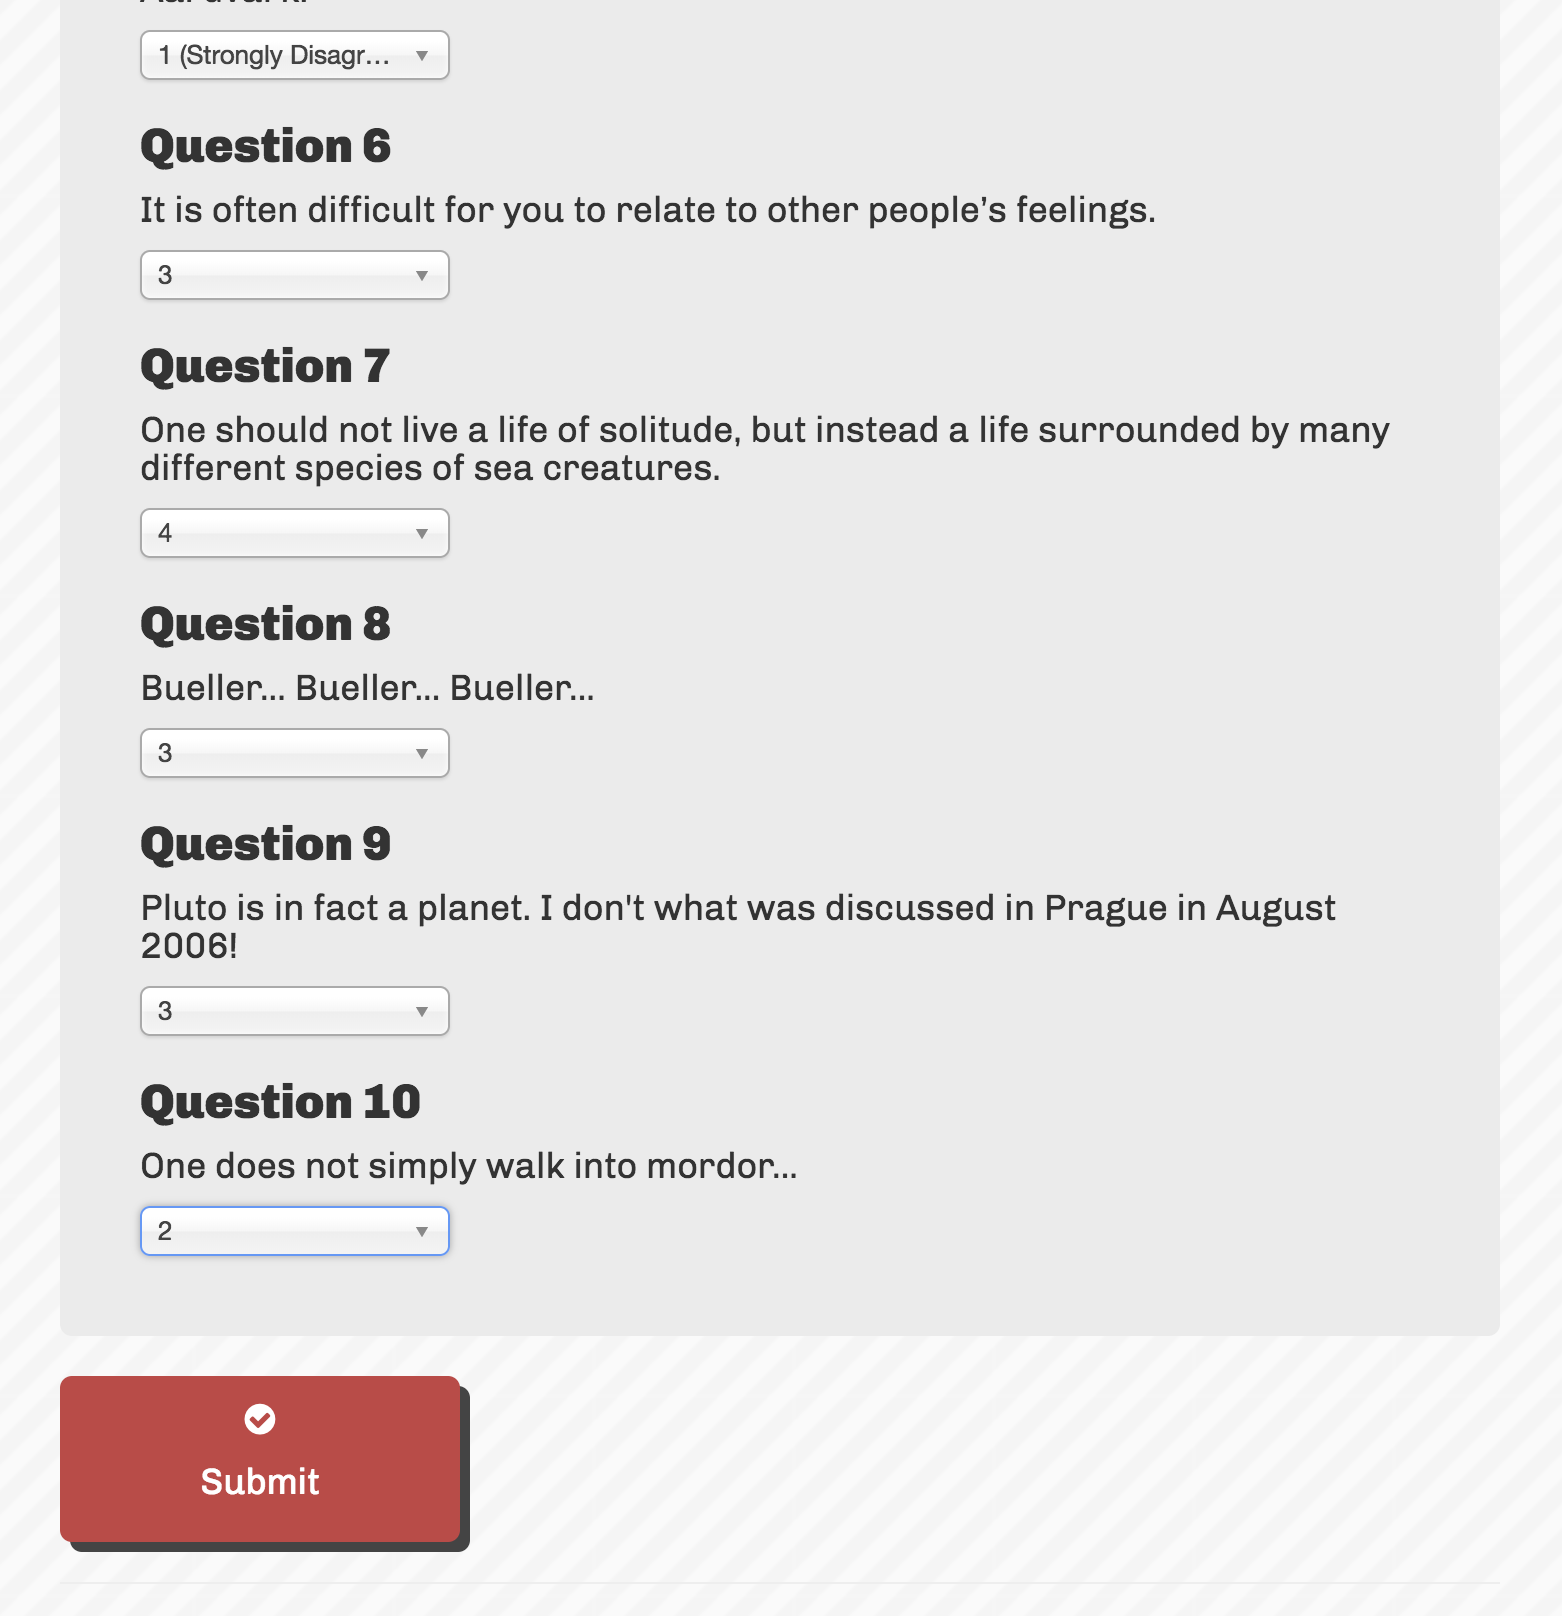 1 (Strongly Disagr...
Question 6
It is often difficult for you to relate to other people’s feelings.
3
Question 7
One should not live a life of solitude, but instead a life surrounded by many
different species of sea creatures.
4
Question 8
Bueller... Bueller... Bueller...
3
Question 9
Pluto is in fact a planet. I don't what was discussed in Prague in August
2006!
3
Question 10
One does not simply walk into mordor...
2
Submit